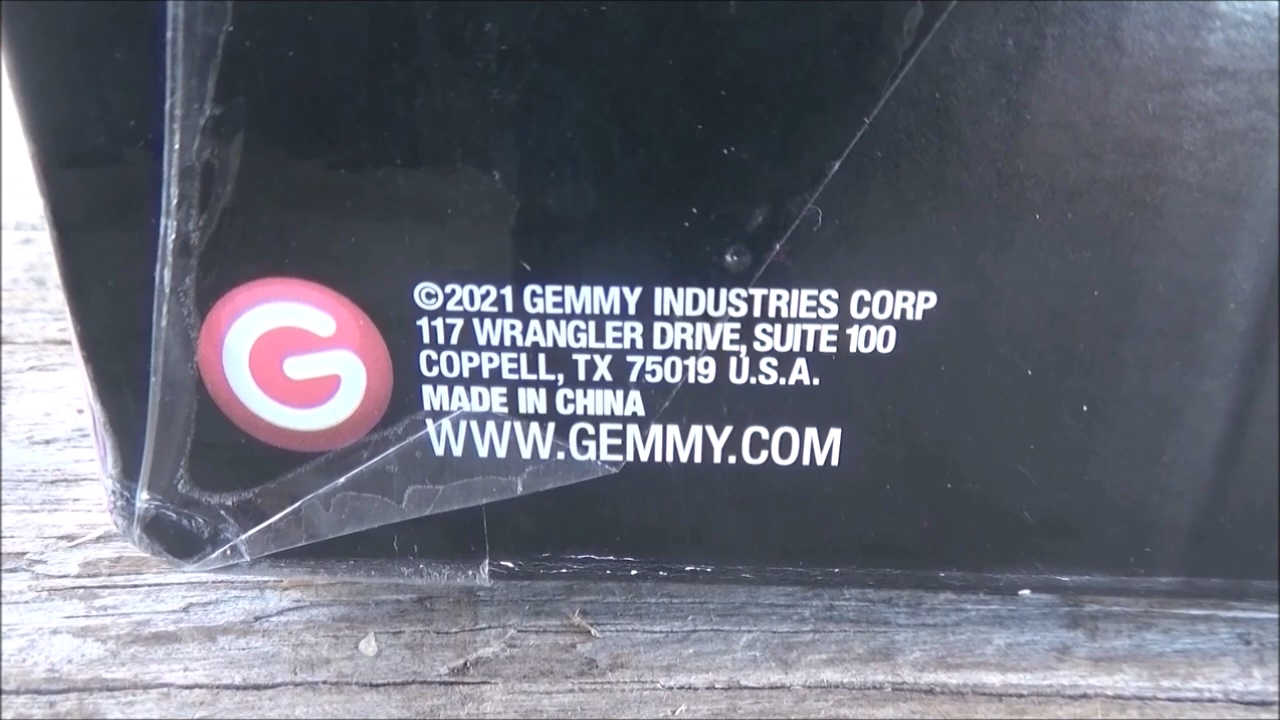 G
©2021 GEMMY INDUSTRIES CORP
117 WRANGLER DRIVE, SUITE 100
COPPELL, TX 75019 U.S.A.
MADE IN CHINA
WWW.GEMMY.COM